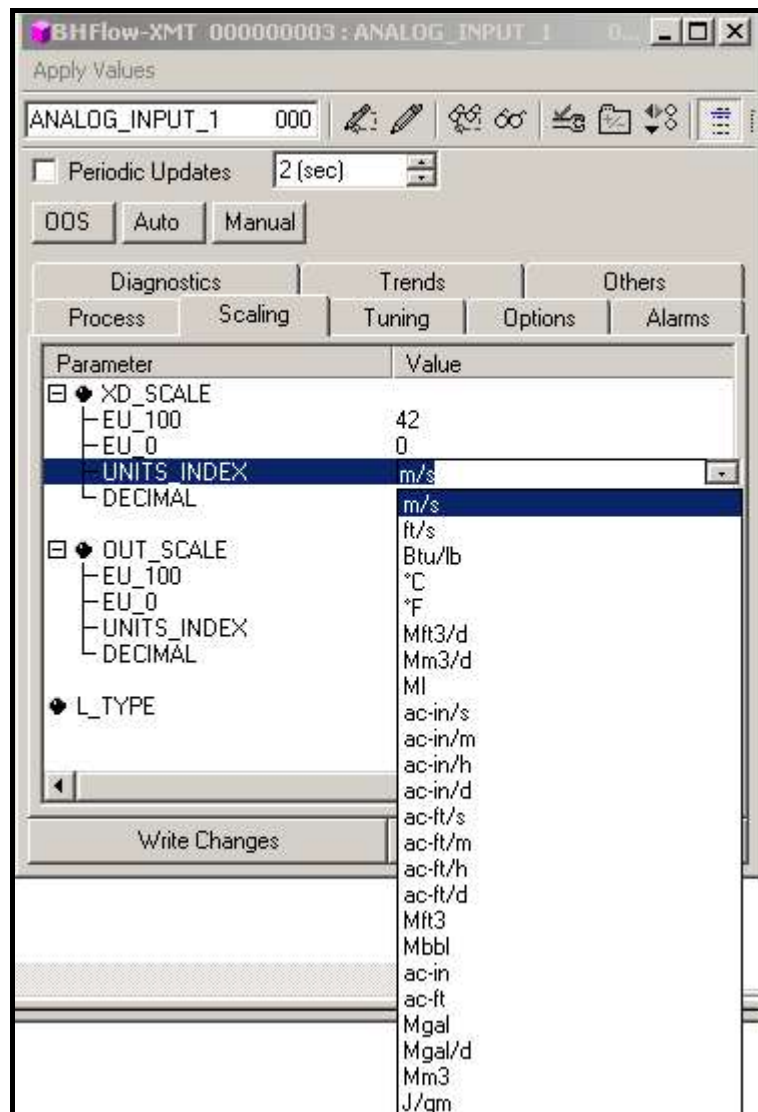 BHFlow-XMT 000000003 : ANALOG_INPUT_1 0...
Apply Values
ANALOG_INPUT_1 000
Periodic Updates 2 (sec)
OOS Auto Manual
Diagnostics Trends Others
Process Scaling Tuning Options Alarms
Parameter Value
XD_SCALE
EU_100 42
EU_0 0
UNITS_INDEX m/s
DECIMAL
m/s
ft/s
Btu/lb
°C
°F
Mft3/d
Mm3/d
Ml
ac-in/s
ac-in/m
ac-in/h
ac-in/d
ac-ft/s
ac-ft/m
ac-ft/h
ac-ft/d
Mft3
Mbbl
ac-in
ac-ft
Mgal
Mgal/d
Mm3
J/gm
OUT_SCALE
EU_100
EU_0
UNITS_INDEX
DECIMAL
L_TYPE
Write Changes